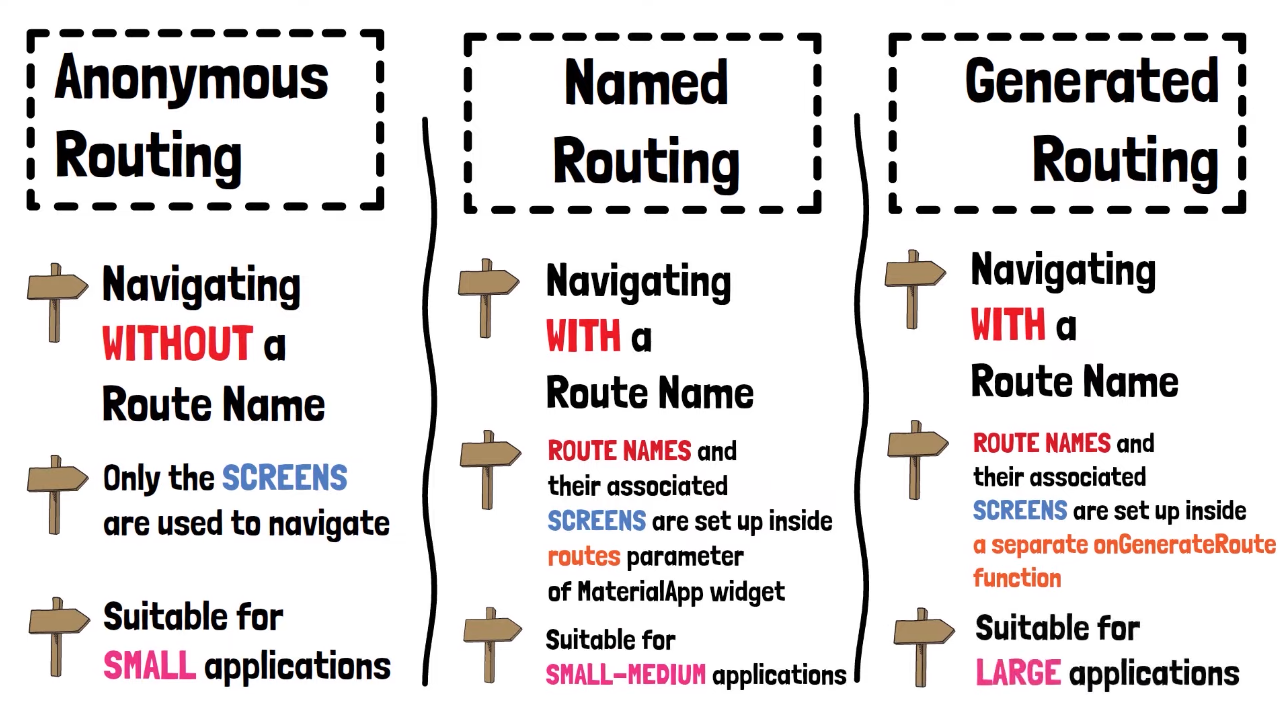 Anonymous
Routing
Navigating
WITHOUT a
Route Name
Only the SCREENS
are used to navigate
Suitable for
SMALL applications
Named
Routing
Navigating
WITH a
Route Name
ROUTE NAMES and
their associated
SCREENS are set up inside
routes parameter
of MaterialApp widget
Suitable for
SMALL-MEDIUM applications
Generated
Routing
Navigating
WITH a
Route Name
ROUTE NAMES and
their associated
SCREENS are set up inside
a separate onGenerateRoute
function
Suitable for
LARGE applications